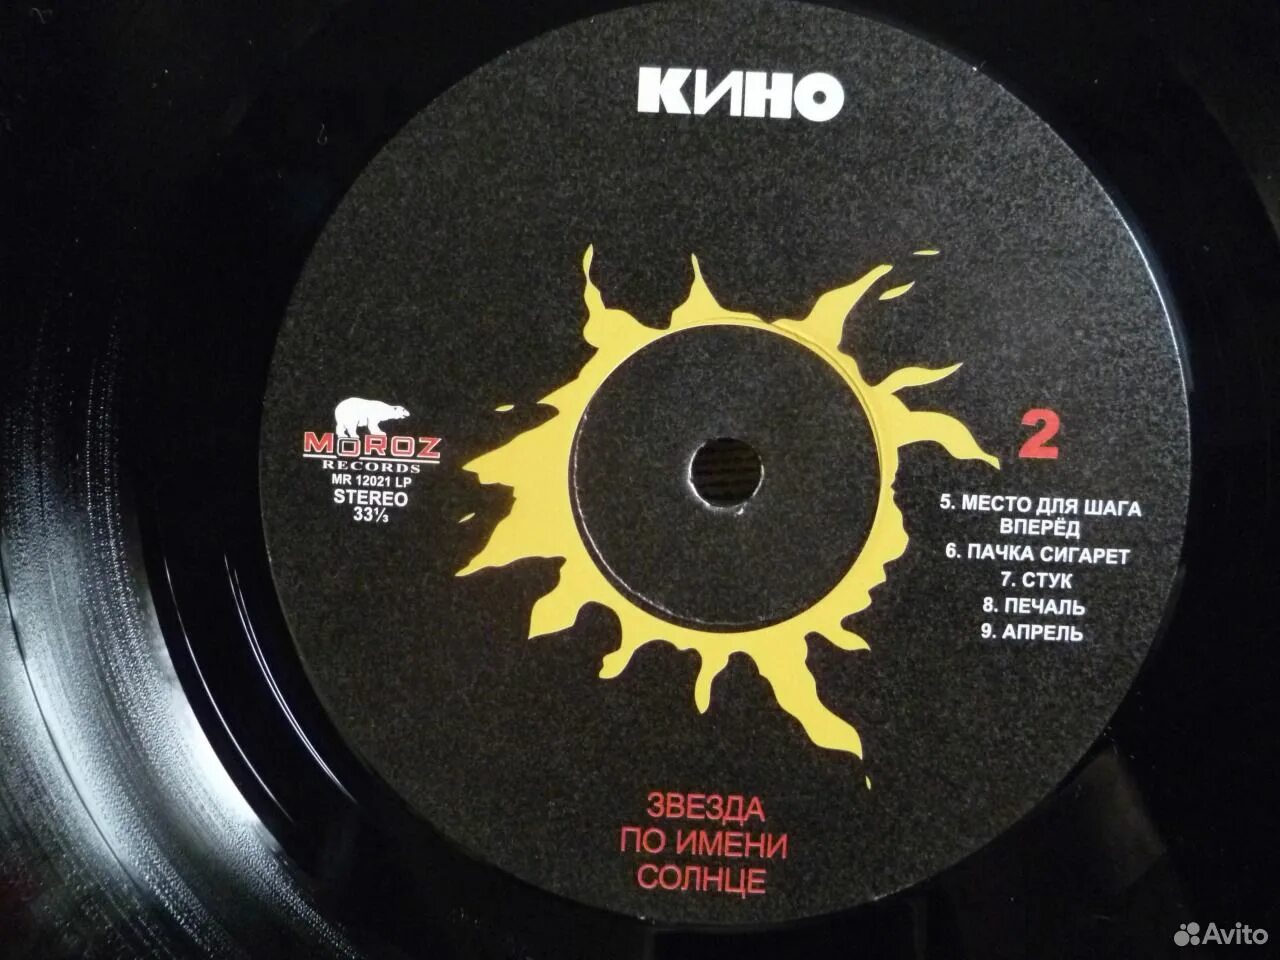 КИНО
MOROZ
RECORDS
MR 12021 LP
STEREO
33⅓
2
5. МЕСТО ДЛЯ ШАГА
ВПЕРЁД
6. ПАЧКА СИГАРЕТ
7. СТУК
8. ПЕЧАЛЬ
9. АПРЕЛЬ
ЗВЕЗДА
ПО ИМЕНИ
СОЛНЦЕ
Avito